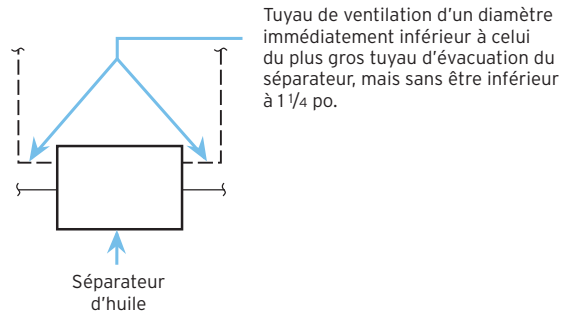 Tuyau de ventilation d'un diamètre
immédiatement inférieur à celui
du plus gros tuyau d'évacuation du
séparateur, mais sans être inférieur
à 1 1/4 po.
Séparateur
d'huile